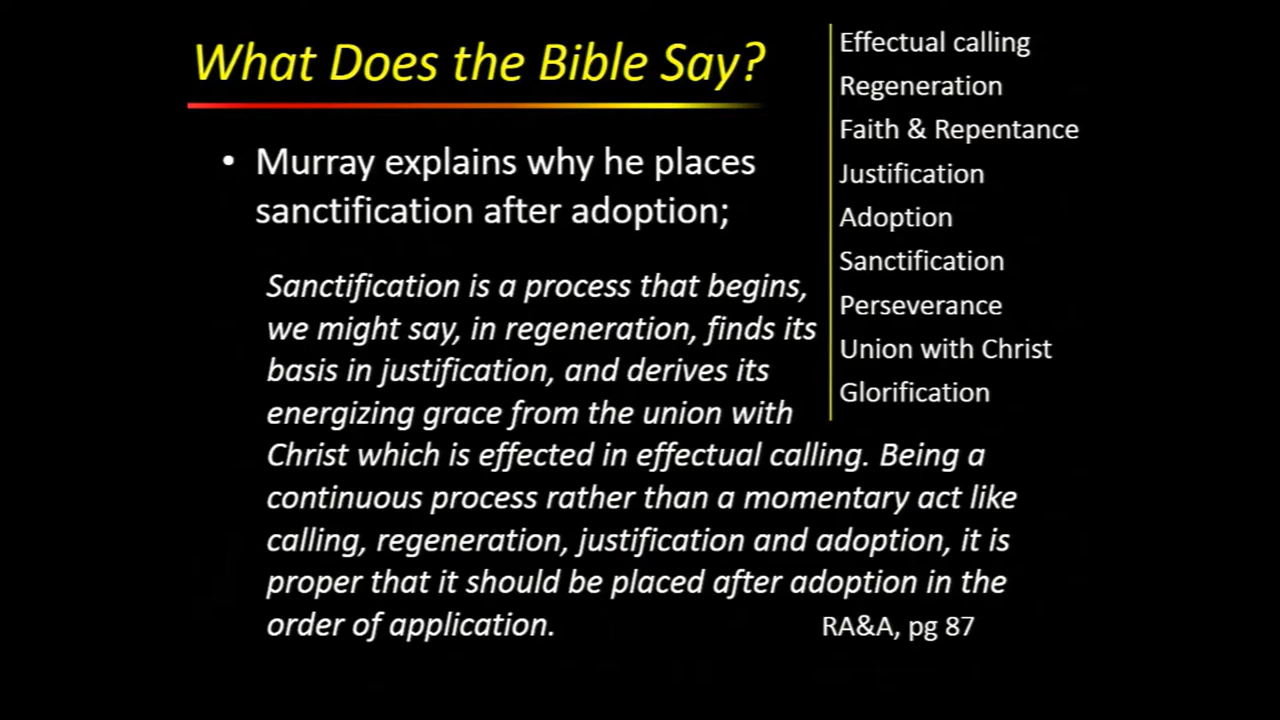 What Does the Bible Say?
• Murray explains why he places
sanctification after adoption;
Sanctification is a process that begins,
we might say, in regeneration, finds its
basis in justification, and derives its
energizing grace from the union with
Christ which is effected in effectual calling. Being a
continuous process rather than a momentary act like
calling, regeneration, justification and adoption, it is
proper that it should be placed after adoption in the
order of application.
RA&A, pg 87
Effectual calling
Regeneration
Faith & Repentance
Justification
Adoption
Sanctification
Perseverance
Union with Christ
Glorification